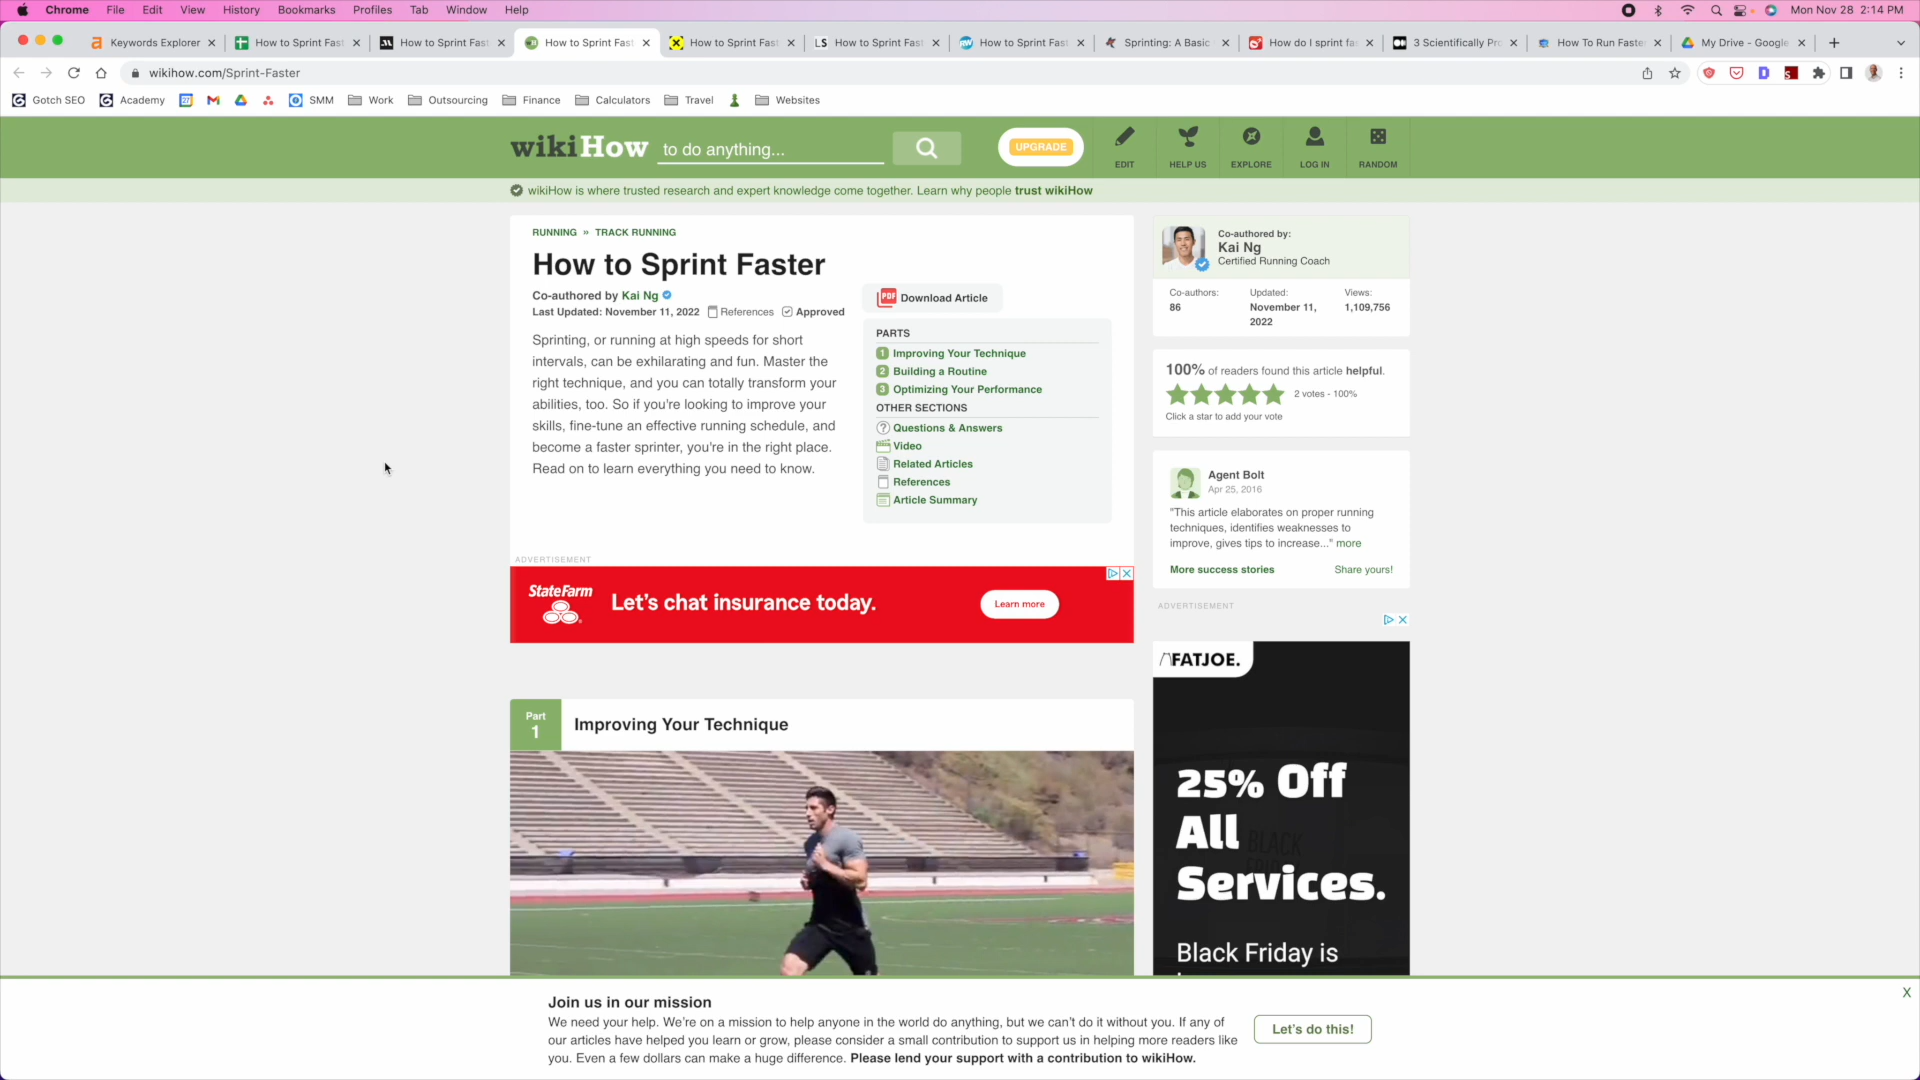 Chrome File Edit View History Bookmarks Profiles Tab Window Help Mon Nov 28 2:14 PM
Keywords Explorer How to Sprint Fast How to Sprint Fast How to Sprint Fast How to Sprint Fast How to Sprint Fast How to Sprint Fast Sprinting: A Basic How do I sprint fa 3 Scientifically Pro How To Run Faster My Drive - Google
wikihow.com/Sprint-Faster
Gotch SEO Academy SMM Work Outsourcing Finance Calculators Travel Websites
wikiHow to do anything... UPGRADE EDIT HELP US EXPLORE LOG IN RANDOM
wikiHow is where trusted research and expert knowledge come together. Learn why people trust wikiHow
RUNNING » TRACK RUNNING
How to Sprint Faster
Co-authored by Kai Ng
Last Updated: November 11, 2022 References Approved
Sprinting, or running at high speeds for short
intervals, can be exhilarating and fun. Master the
right technique, and you can totally transform your
abilities, too. So if you're looking to improve your
skills, fine-tune an effective running schedule, and
become a faster sprinter, you're in the right place.
Read on to learn everything you need to know.
PDF Download Article
PARTS
1 Improving Your Technique
2 Building a Routine
3 Optimizing Your Performance
OTHER SECTIONS
Questions & Answers
Video
Related Articles
References
Article Summary
ADVERTISEMENT
StateFarm Let's chat insurance today. Learn more
Part
1
Improving Your Technique
Co-authored by:
Kai Ng
Certified Running Coach
Co-authors: Updated: Views:
86 November 11, 1,109,756
2022
100% of readers found this article helpful.
2 votes - 100%
Click a star to add your vote
Agent Bolt
Apr 25, 2016
"This article elaborates on proper running
techniques, identifies weaknesses to
improve, gives tips to increase..." more
More success stories Share yours!
ADVERTISEMENT
FATJOE.
25% Off
All
Services.
Black Friday is
Join us in our mission
We need your help. We're on a mission to help anyone in the world do anything, but we can't do it without you. If any of
our articles have helped you learn or grow, please consider a small contribution to support us in helping more readers like
you. Even a few dollars can make a huge difference. Please lend your support with a contribution to wikiHow.
Let's do this!
X